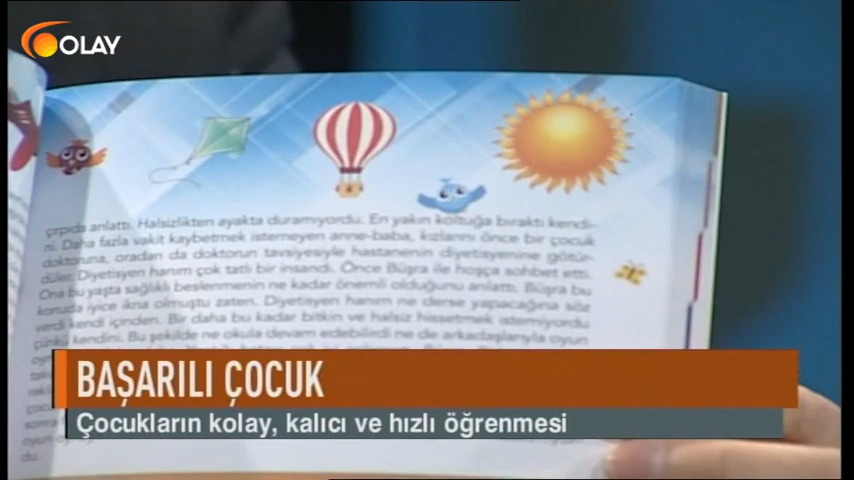 OLAY
çırpıda anlattı. Halsizlikten ayakta duramıyordu. En yakın koltuğa bıraktı kendi-
ni. Daha fazla vakit kaybetmek istemeyen anne-baba, kızlarını önce bir çocuk
doktoruna, oradan da doktorun tavsiyesiyle hastanenin diyetisyenine götür-
düler. Diyetisyen hanım çok tatlı bir insandı. Önce Büşra ile hoşça sohbet etti.
Ona bu yaşta sağlıklı beslenmenin ne kadar önemli olduğunu anlattı. Büşra bu
konuda iyice ikna olmuştu zaten. Diyetisyen hanım ne derse yapacağına söz
verdi kendi içinden. Bir daha bu kadar bitkin ve halsiz hissetmek istemiyordu
çünkü kendini. Bu şekilde ne okula devam edebilirdi ne de arkadaşlarıyla oyun
BAŞARILI ÇOCUK
Çocukların kolay, kalıcı ve hızlı öğrenmesi